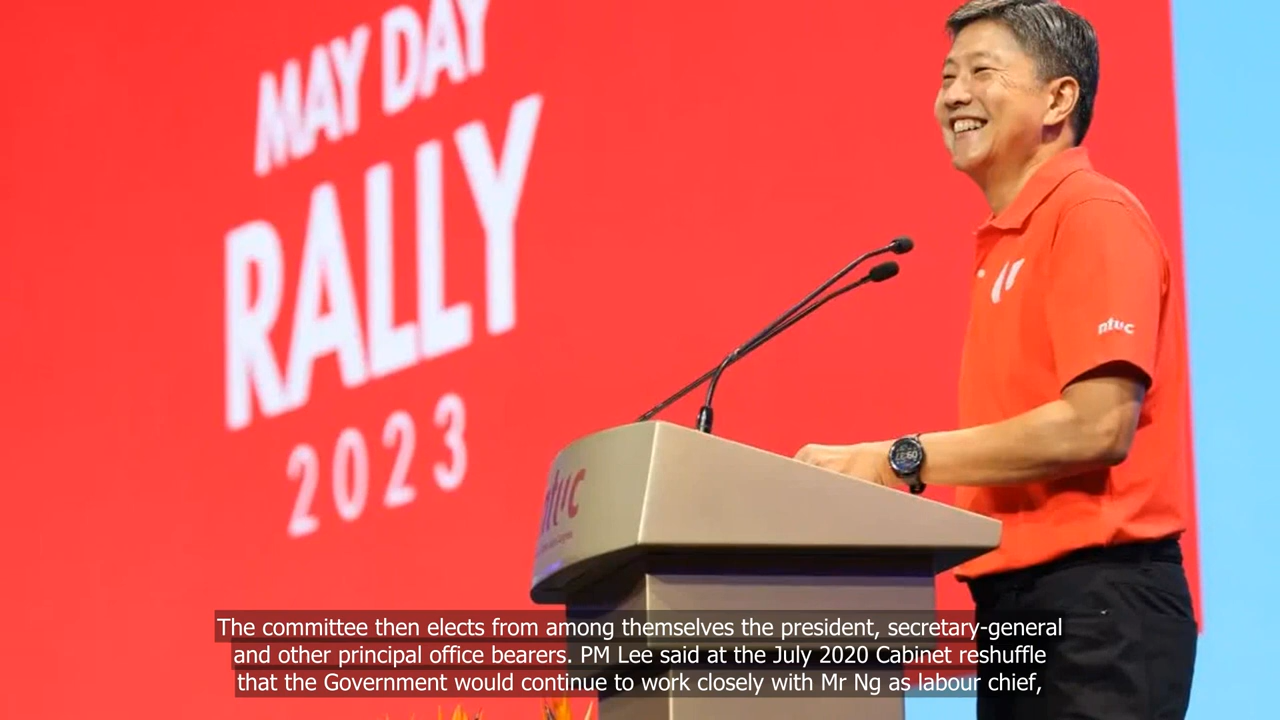 MAY DAY
RALLY
2023
ntuc
ntuc
The committee then elects from among themselves the president, secretary-general
and other principal office bearers. PM Lee said at the July 2020 Cabinet reshuffle
that the Government would continue to work closely with Mr Ng as labour chief,